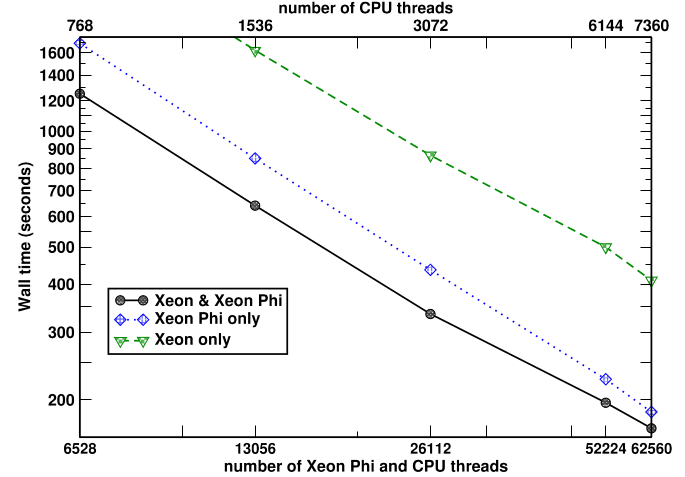 number of CPU threads
768 1536 3072 6144 7360
1600
1400
1200
1000
900
800
700
600
500
400
300
200
Wall time (seconds)
Xeon & Xeon Phi
Xeon Phi only
Xeon only
6528 13056 26112 52224 62560
number of Xeon Phi and CPU threads